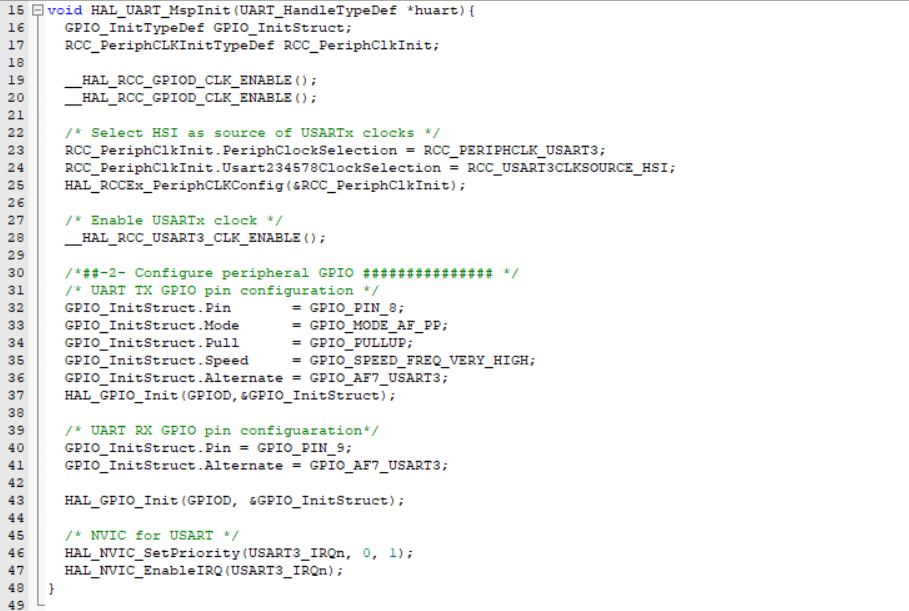 15 void HAL_UART_MspInit(UART_HandleTypeDef *huart){
16 GPIO_InitTypeDef GPIO_InitStruct;
17 RCC_PeriphCLKInitTypeDef RCC_PeriphClkInit;
18
19 __HAL_RCC_GPIOD_CLK_ENABLE();
20 __HAL_RCC_GPIOD_CLK_ENABLE();
21
22 /* Select HSI as source of USARTx clocks */
23 RCC_PeriphClkInit.PeriphClockSelection = RCC_PERIPHCLK_USART3;
24 RCC_PeriphClkInit.Usart234578ClockSelection = RCC_USART3CLKSOURCE_HSI;
25 HAL_RCCEx_PeriphCLKConfig(&RCC_PeriphClkInit);
26
27 /* Enable USARTx clock */
28 __HAL_RCC_USART3_CLK_ENABLE();
29
30 /*##-2- Configure peripheral GPIO ############### */
31 /* UART TX GPIO pin configuration */
32 GPIO_InitStruct.Pin       = GPIO_PIN_8;
33 GPIO_InitStruct.Mode      = GPIO_MODE_AF_PP;
34 GPIO_InitStruct.Pull      = GPIO_PULLUP;
35 GPIO_InitStruct.Speed     = GPIO_SPEED_FREQ_VERY_HIGH;
36 GPIO_InitStruct.Alternate = GPIO_AF7_USART3;
37 HAL_GPIO_Init(GPIOD,&GPIO_InitStruct);
38
39 /* UART RX GPIO pin configuaration*/
40 GPIO_InitStruct.Pin = GPIO_PIN_9;
41 GPIO_InitStruct.Alternate = GPIO_AF7_USART3;
42
43 HAL_GPIO_Init(GPIOD, &GPIO_InitStruct);
44
45 /* NVIC for USART */
46 HAL_NVIC_SetPriority(USART3_IRQn, 0, 1);
47 HAL_NVIC_EnableIRQ(USART3_IRQn);
48 }
49